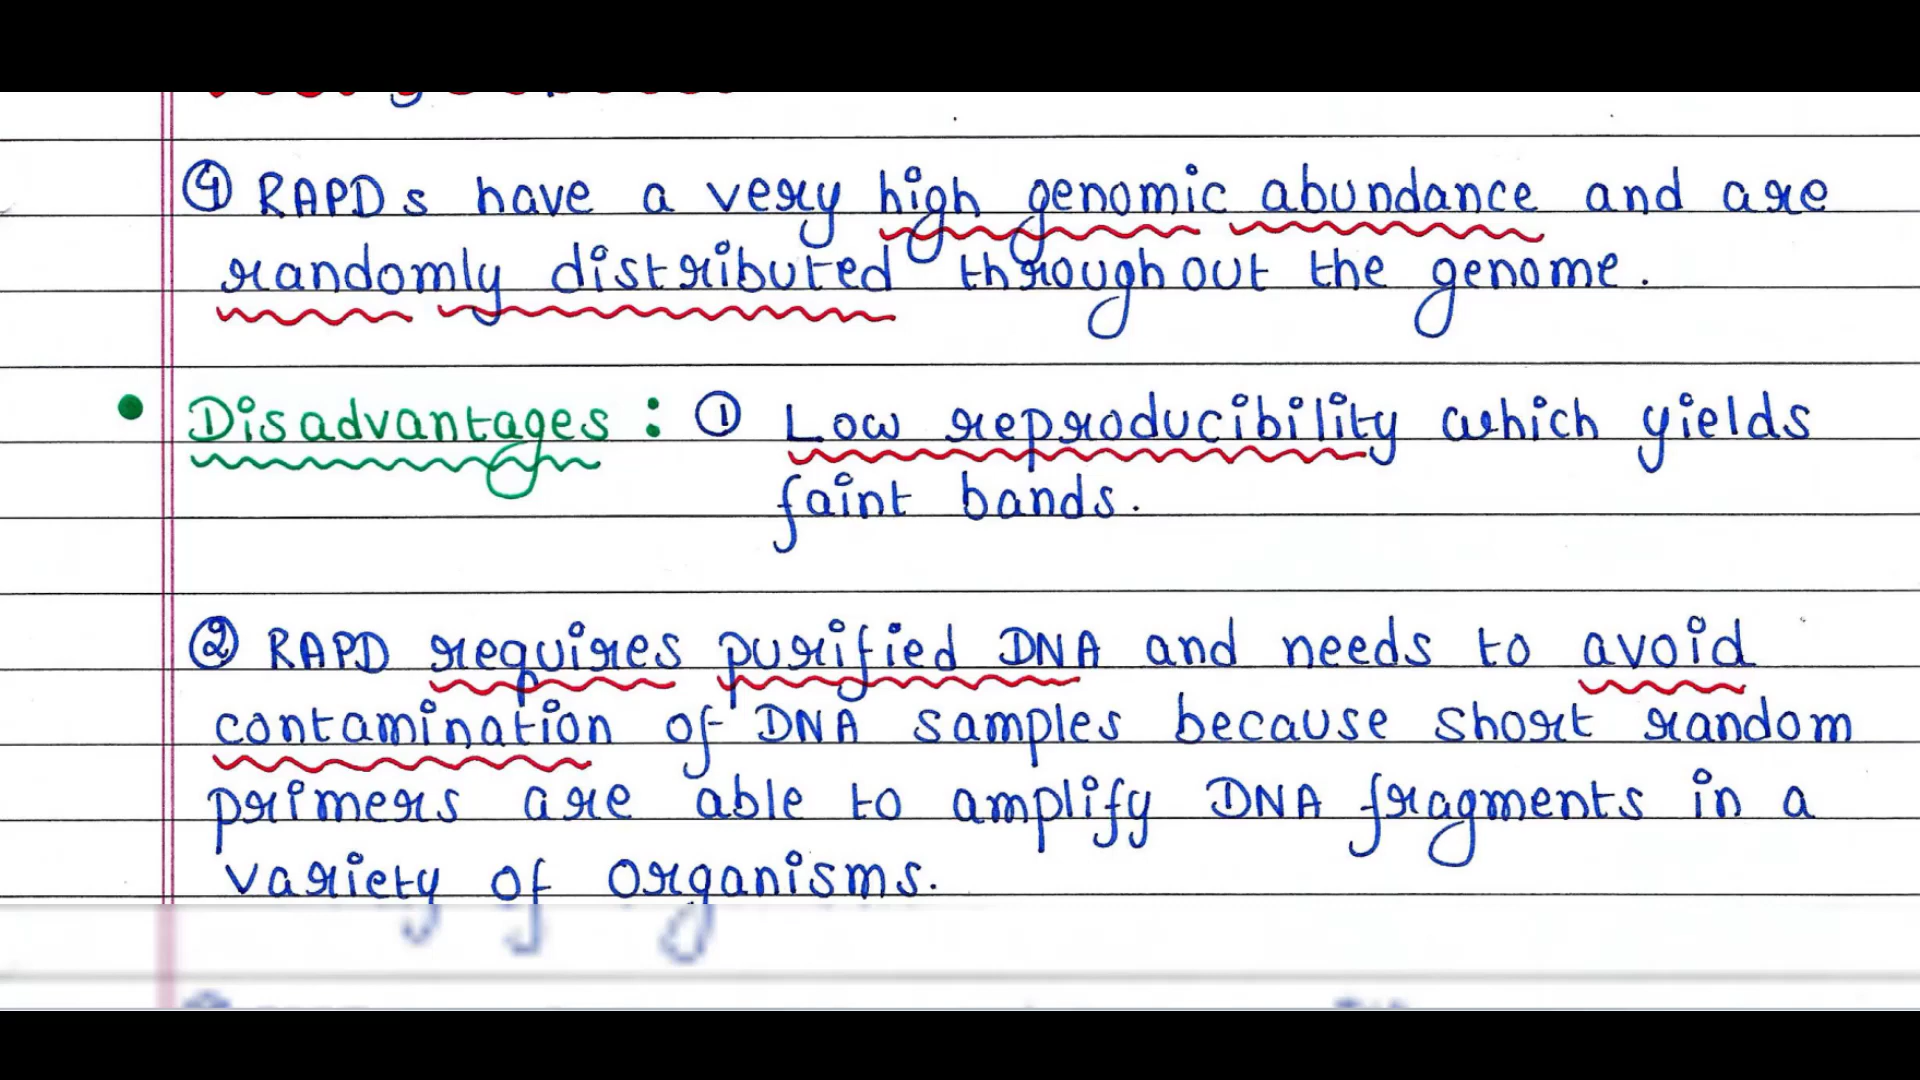 ④ RAPDs have a very high genomic abundance and are
randomly distributed throughout the genome.
• Disadvantages : ① Low reproducibility which yields
faint bands.
② RAPD requires purified DNA and needs to avoid
contamination of DNA samples because short random
primers are able to amplify DNA fragments in a
variety of organisms.